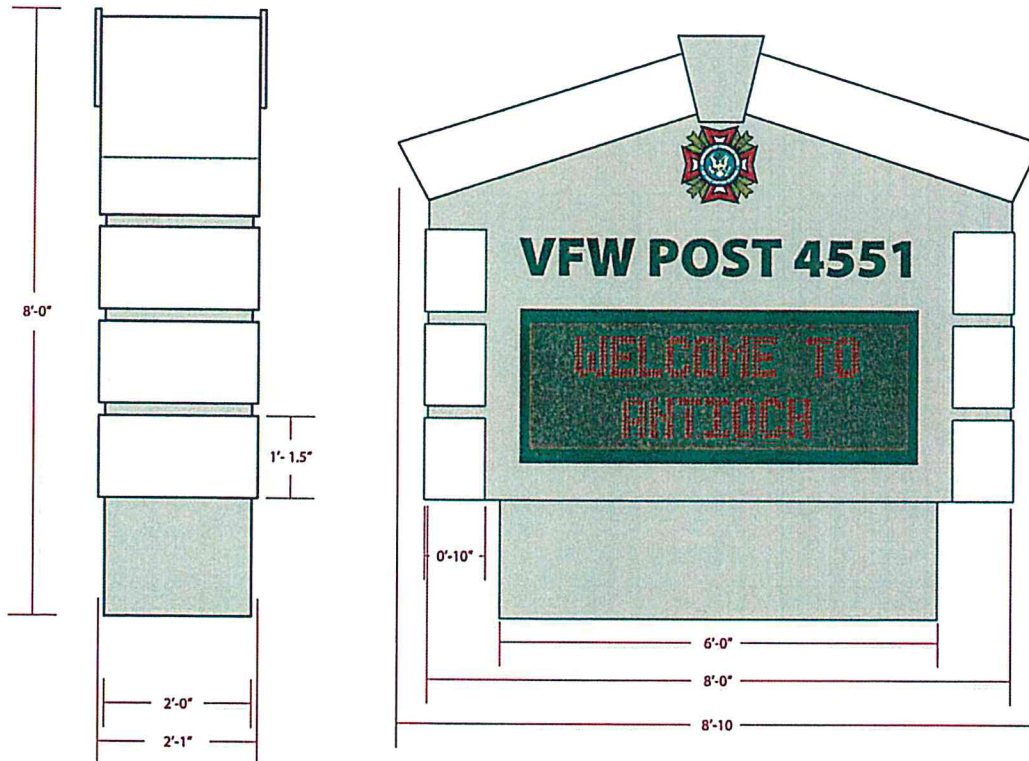 8'-0"
1'- 1.5"
2'-0"
2'-1"
VFW POST 4551
WELCOME TO
ANTIOCH
0'-10"
6'-0"
8'-0"
8'-10